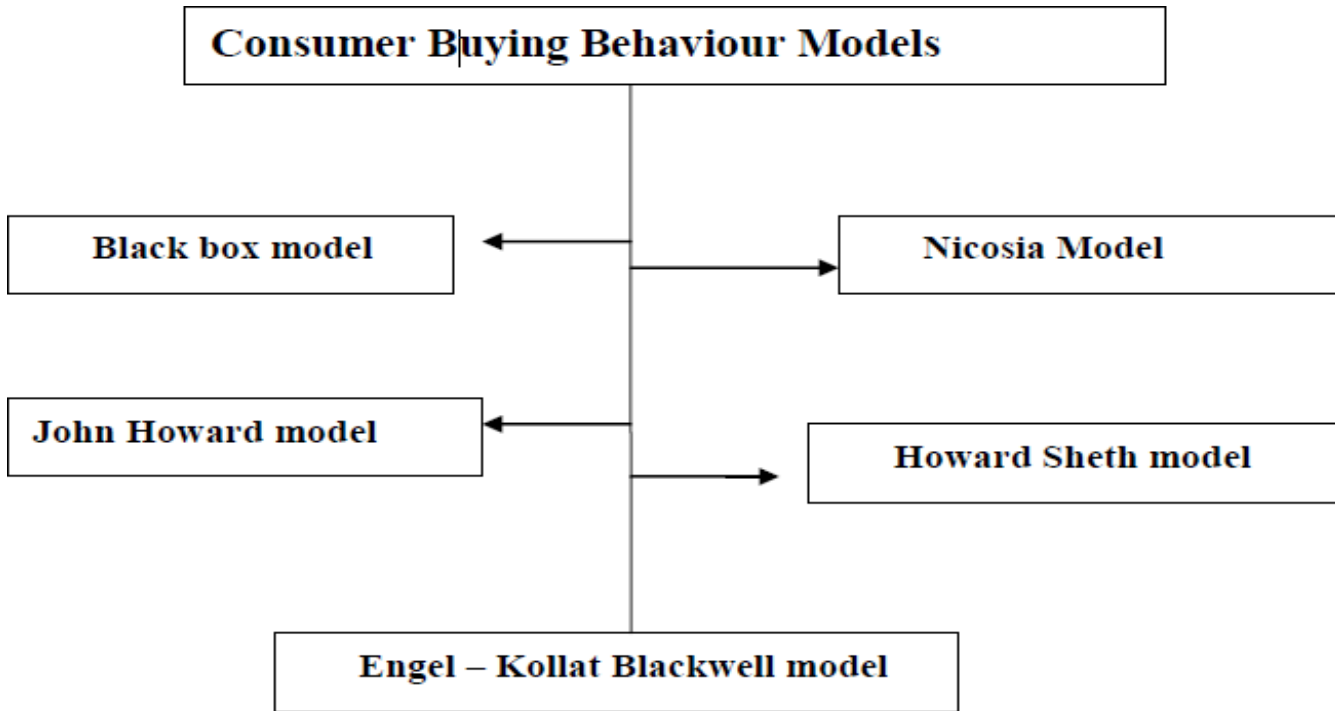 Consumer Buying Behaviour Models
Black box model
Nicosia Model
John Howard model
Howard Sheth model
Engel – Kollat Blackwell model